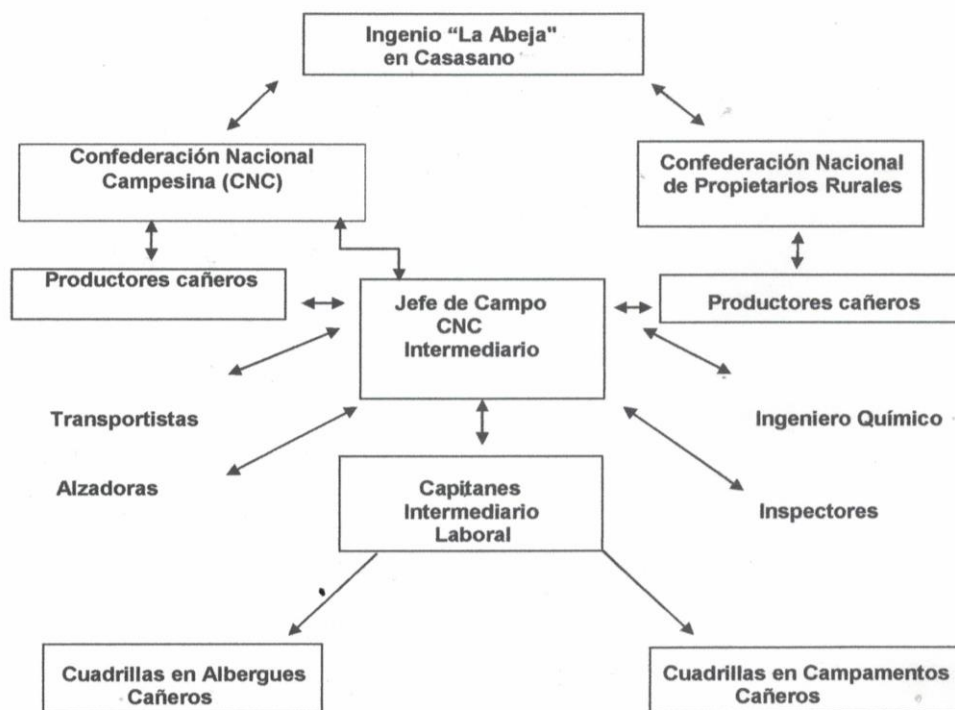 Ingenio “La Abeja"
en Casasano
Confederación Nacional
Campesina (CNC)
Confederación Nacional
de Propietarios Rurales
Productores cañeros
Productores cañeros
Jefe de Campo
CNC
Intermediario
Transportistas
Ingeniero Químico
Alzadoras
Inspectores
Capitanes
Intermediario
Laboral
Cuadrillas en Albergues
Cañeros
Cuadrillas en Campamentos
Cañeros